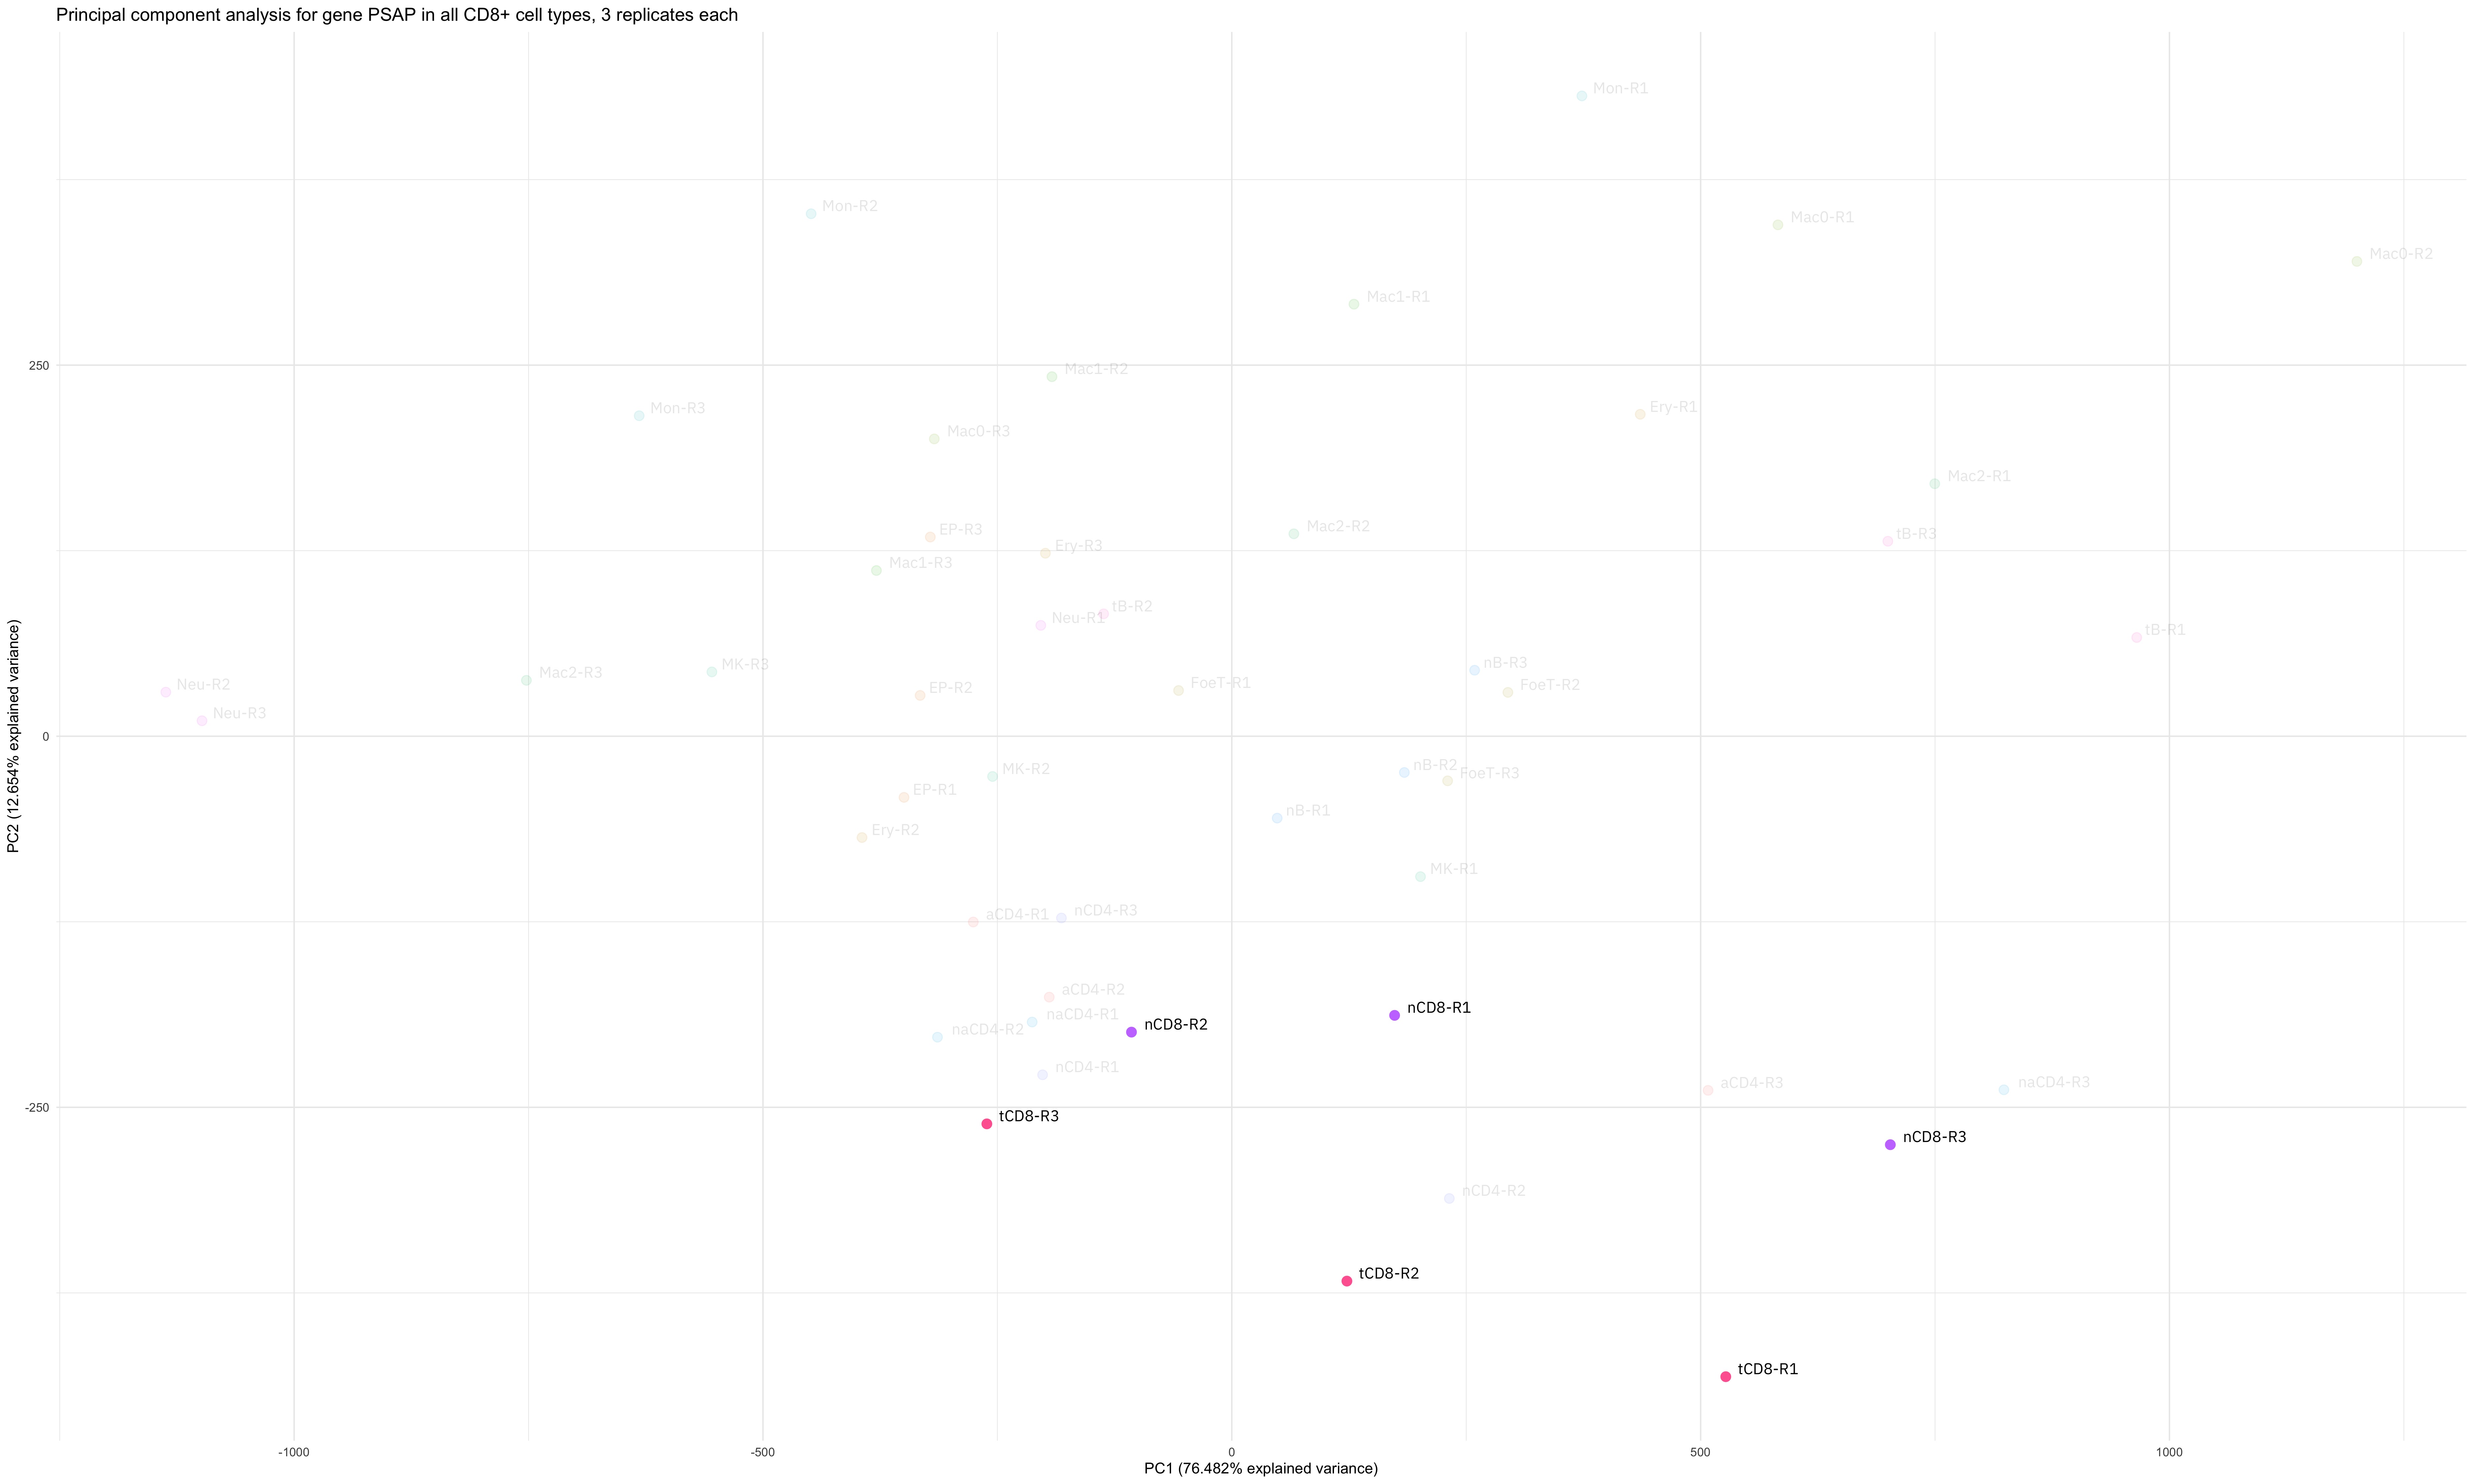 Principal component analysis for gene PSAP in all CD8+ cell types, 3 replicates each
Mon-R1
Mon-R2
Mac0-R1
Mac0-R2
Mac1-R1
250
Mac1-R2
Mon-R3
Ery-R1
Mac0-R3
Mac2-R1
EP-R3
Mac2-R2
tB-R3
Ery-R3
Mac1-R3
tB-R2
Neu-R1
tB-R1
PC2 (12.654% explained variance)
nB-R3
MK-R3
Mac2-R3
Neu-R2
FoeT-R1
FoeT-R2
EP-R2
Neu-R3
0
nB-R2
MK-R2
FoeT-R3
EP-R1
nB-R1
Ery-R2
MK-R1
nCD4-R3
aCD4-R1
aCD4-R2
nCD8-R1
naCD4-R1
nCD8-R2
naCD4-R2
nCD4-R1
naCD4-R3
aCD4-R3
-250
tCD8-R3
nCD8-R3
nCD4-R2
tCD8-R2
tCD8-R1
-1000
-500
0
500
1000
PC1 (76.482% explained variance)